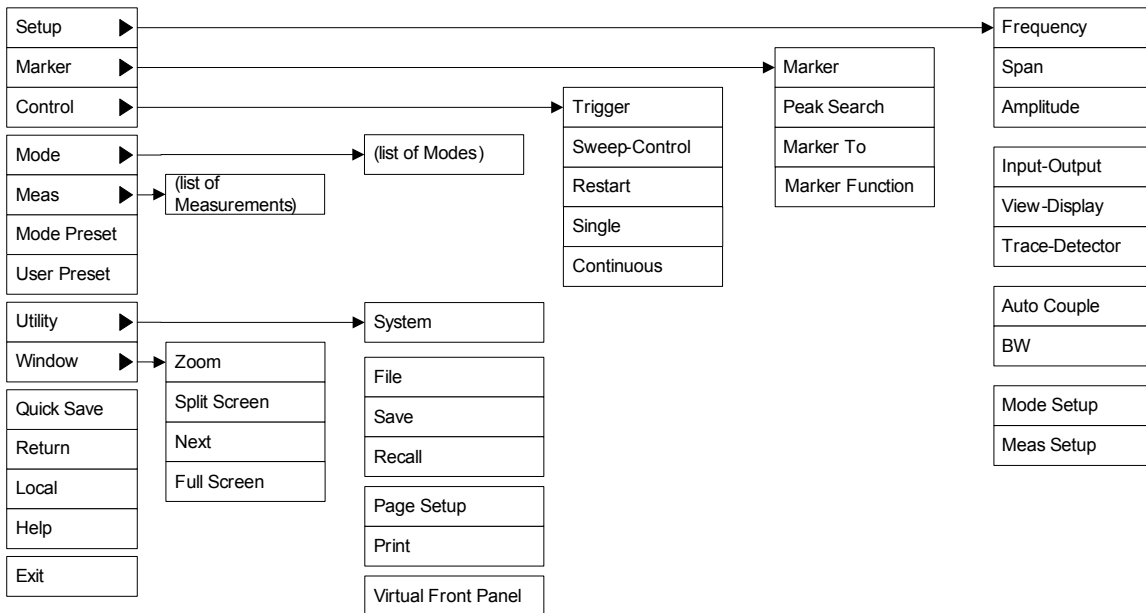 Setup
Marker
Control
Mode
Meas
Mode Preset
User Preset
Utility
Window
Quick Save
Return
Local
Help
Exit
(list of
Measurements)
Zoom
Split Screen
Next
Full Screen
(list of Modes)
System
File
Save
Recall
Page Setup
Print
Virtual Front Panel
Trigger
Sweep-Control
Restart
Single
Continuous
Marker
Peak Search
Marker To
Marker Function
Frequency
Span
Amplitude
Input-Output
View-Display
Trace-Detector
Auto Couple
BW
Mode Setup
Meas Setup